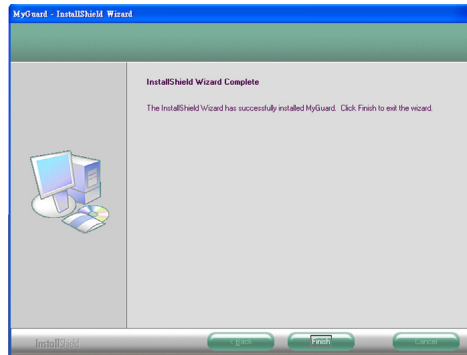 MyGuard - InstallShield Wizard
InstallShield Wizard Complete
The InstallShield Wizard has successfully installed MyGuard. Click Finish to exit the wizard.
InstallShield
< Back
Finish
Cancel